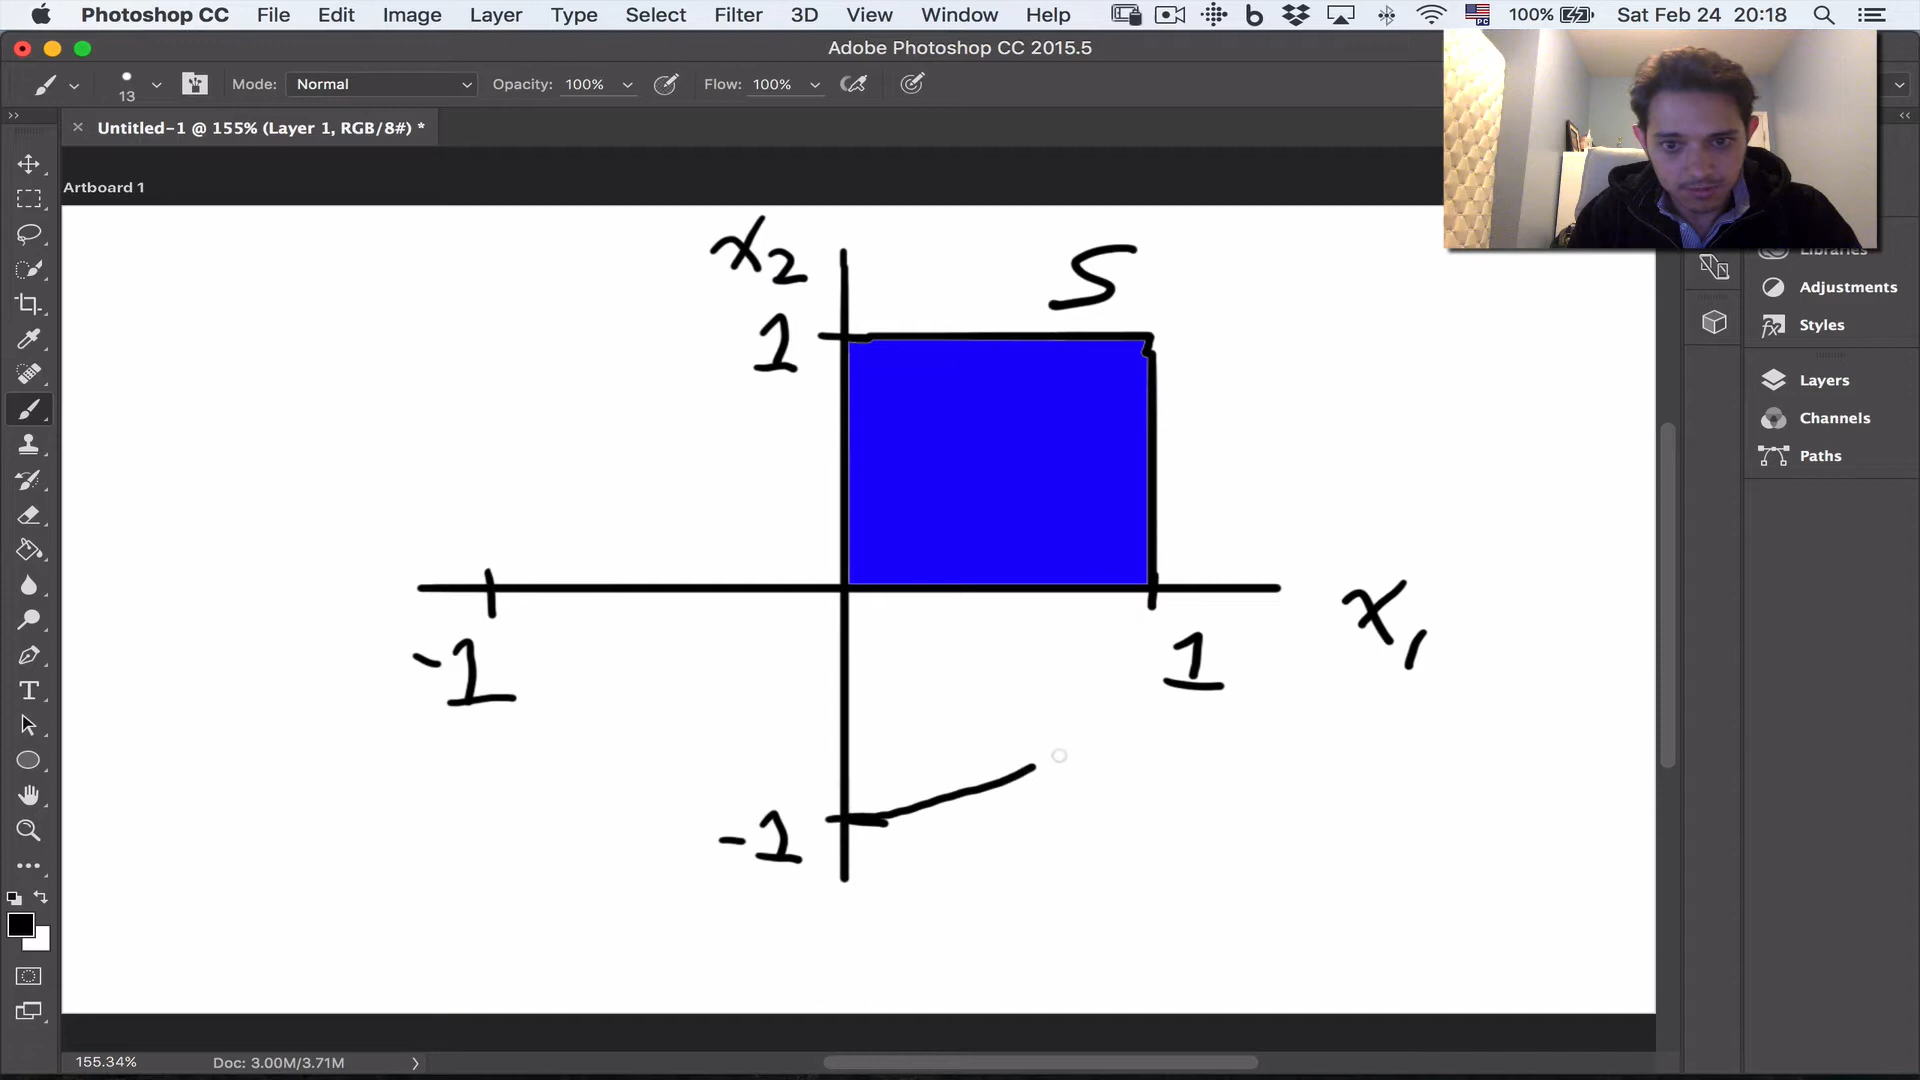 Photoshop CC File Edit Image Layer Type Select Filter 3D View Window Help 100% Sat Feb 24 20:18
Adobe Photoshop CC 2015.5
13 Mode: Normal Opacity: 100% Flow: 100%
Untitled-1 @ 155% (Layer 1, RGB/8#) *
Artboard 1
x2
S
1
-1
1
x1
-1
Libraries
Adjustments
Styles
Layers
Channels
Paths
155.34% Doc: 3.00M/3.71M